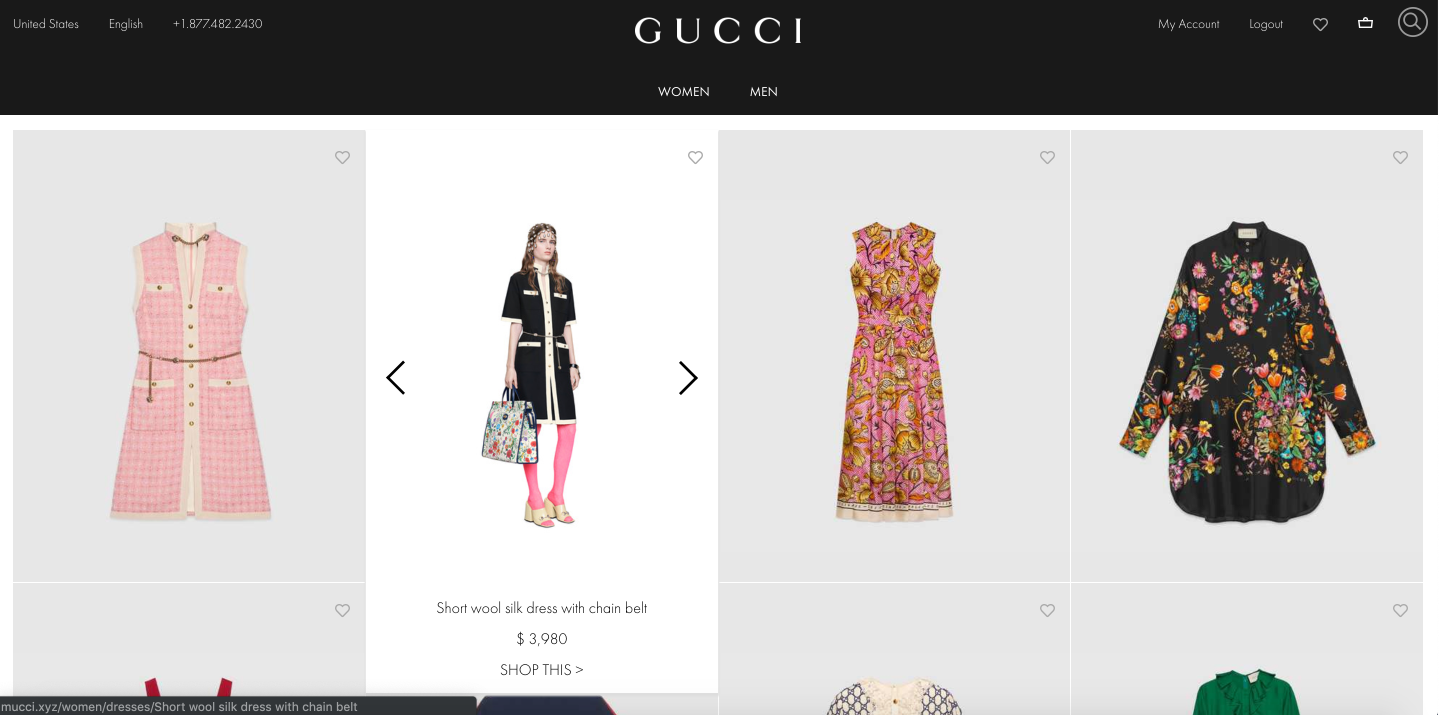 United States English +1.877.482.2430 GUCCI My Account Logout
WOMEN MEN
Short wool silk dress with chain belt
$ 3,980
SHOP THIS >
mucci.xyz/women/dresses/Short wool silk dress with chain belt